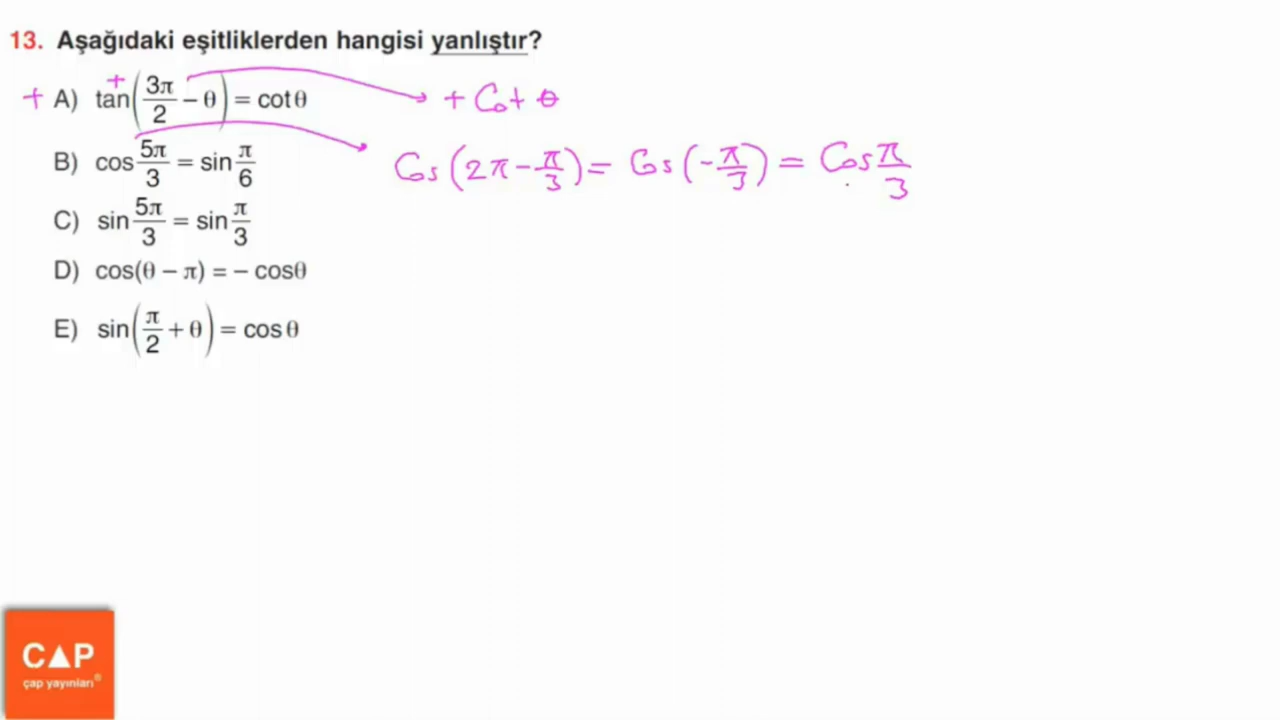 13. Aşağıdaki eşitliklerden hangisi yanlıştır?
+ A) tan(3π/2 − θ) = cotθ + Cot θ
+
B) cos 5π/3 = sin π/6 Cos(2π − π/3) = Cos(−π/3) = Cos π/3
C) sin 5π/3 = sin π/3
D) cos(θ − π) = − cosθ
E) sin(π/2 + θ) = cosθ
CAP
çap yayınları®